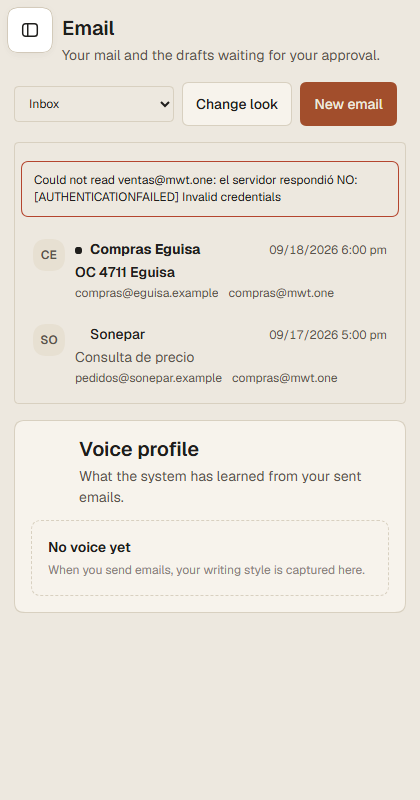 Email
Your mail and the drafts waiting for your approval.
Inbox
Change look
New email
Could not read ventas@mwt.one: el servidor respondió NO:
[AUTHENTICATIONFAILED] Invalid credentials
CE
Compras Eguisa
09/18/2026 6:00 pm
OC 4711 Eguisa
compras@eguisa.example compras@mwt.one
SO
Sonepar
09/17/2026 5:00 pm
Consulta de precio
pedidos@sonepar.example compras@mwt.one
Voice profile
What the system has learned from your sent
emails.
No voice yet
When you send emails, your writing style is captured here.